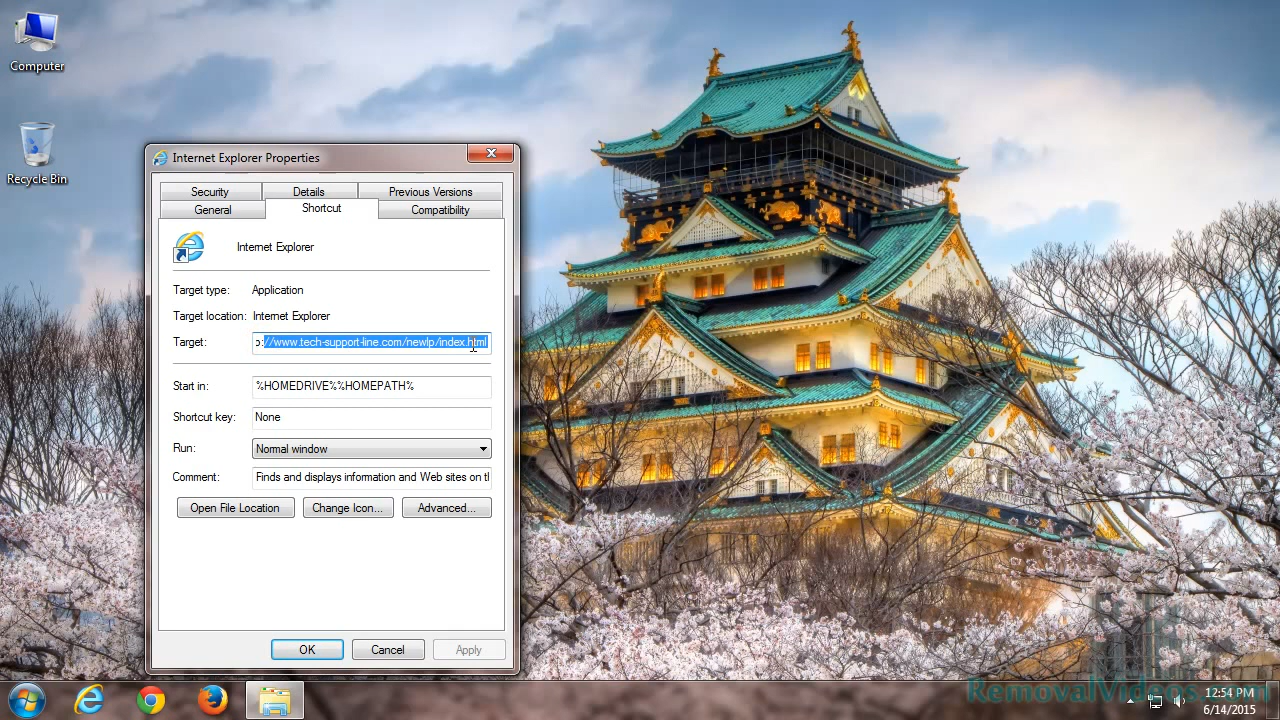 Computer
Recycle Bin
Internet Explorer Properties
Security Details Previous Versions
General Shortcut Compatibility
Internet Explorer
Target type: Application
Target location: Internet Explorer
Target: p://www.tech-support-line.com/newlp/index.html
Start in: %HOMEDRIVE%%HOMEPATH%
Shortcut key: None
Run: Normal window
Comment: Finds and displays information and Web sites on th
Open File Location Change Icon... Advanced...
OK Cancel Apply
RemovalVideos.com
12:54 PM
6/14/2015